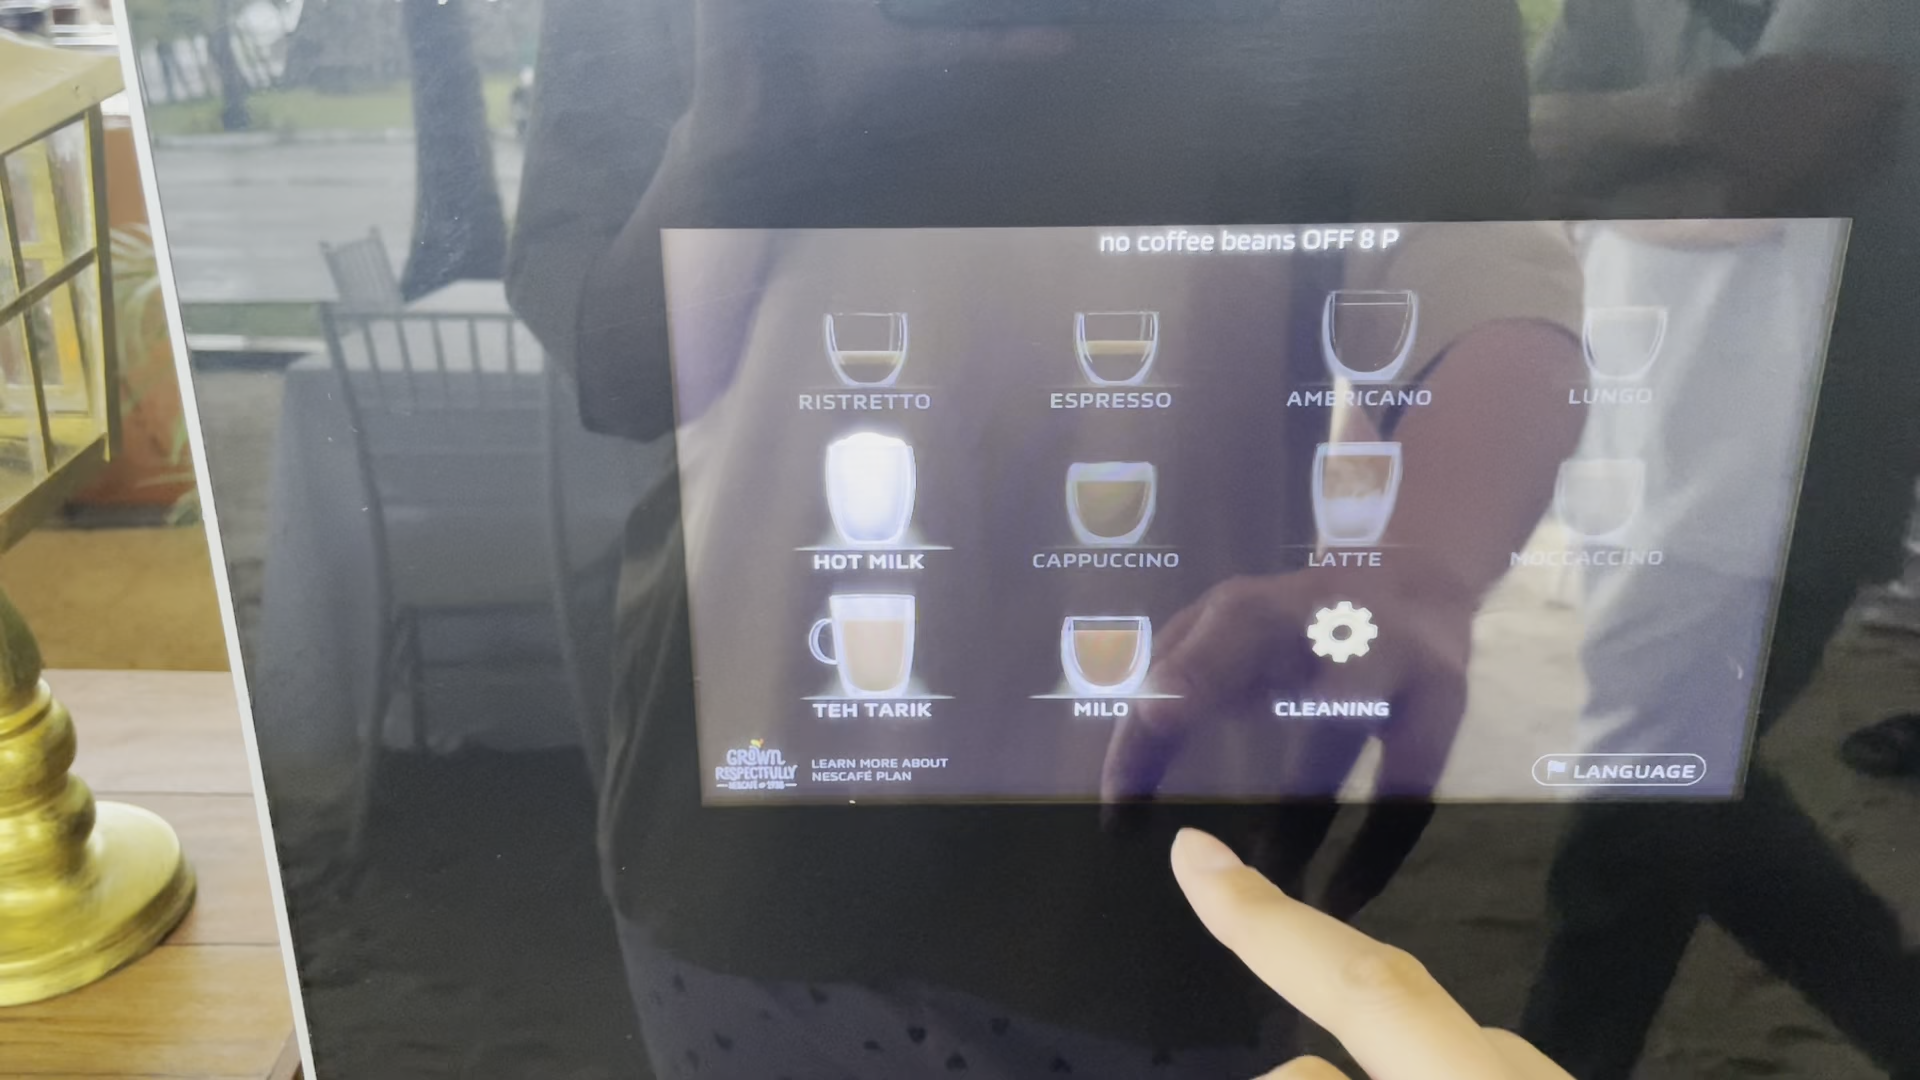 no coffee beans OFF 8 P
RISTRETTO
ESPRESSO
AMERICANO
LUNGO
HOT MILK
CAPPUCCINO
LATTE
MOCCACCINO
TEH TARIK
MILO
CLEANING
GROWN
RESPECTFULLY
LEARN MORE ABOUT
NESCAFÉ PLAN
LANGUAGE